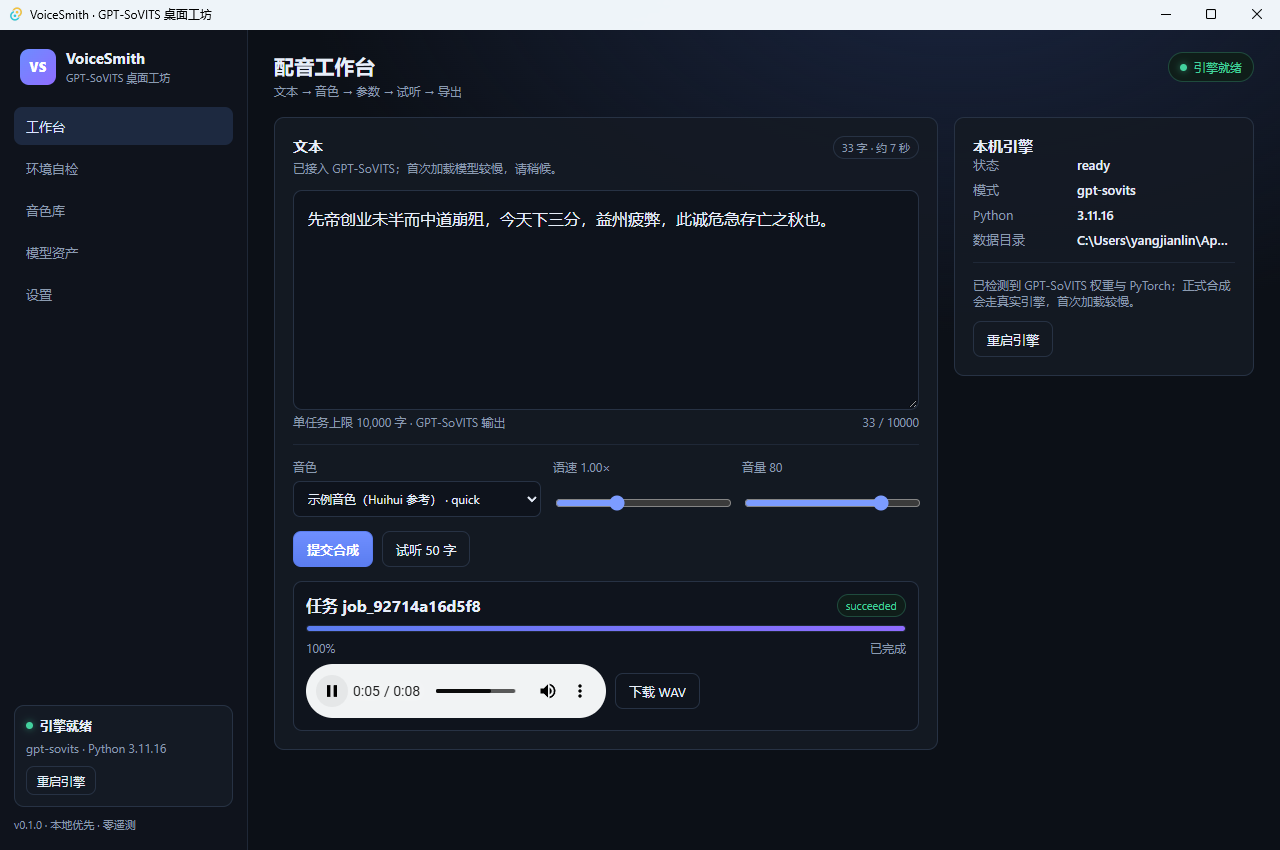 VoiceSmith · GPT-SoVITS 桌面工坊
VS
VoiceSmith
GPT-SoVITS 桌面工坊
工作台
环境自检
音色库
模型资产
设置
引擎就绪
gpt-sovits · Python 3.11.16
重启引擎
v0.1.0 · 本地优先 · 零遥测
配音工作台
文本 → 音色 → 参数 → 试听 → 导出
引擎就绪
文本
33 字 · 约 7 秒
已接入 GPT-SoVITS；首次加载模型较慢，请稍候。
先帝创业未半而中道崩殂，今天下三分，益州疲弊，此诚危急存亡之秋也。
单任务上限 10,000 字 · GPT-SoVITS 输出
33 / 10000
音色
语速 1.00×
音量 80
示例音色（Huihui 参考） · quick
提交合成
试听 50 字
任务 job_92714a16d5f8
succeeded
100%
已完成
0:05 / 0:08
下载 WAV
本机引擎
状态 ready
模式 gpt-sovits
Python 3.11.16
数据目录 C:\Users\yangjianlin\Ap...
已检测到 GPT-SoVITS 权重与 PyTorch；正式合成
会走真实引擎，首次加载较慢。
重启引擎